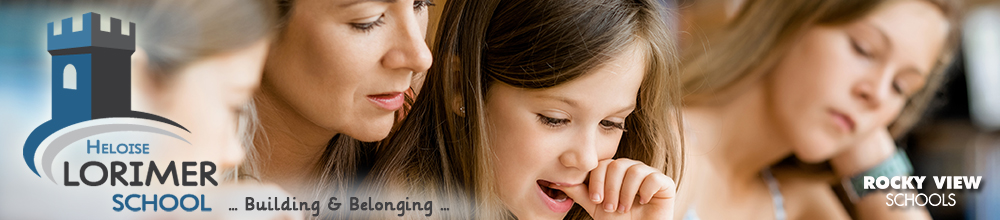 HELOISE
LORIMER
SCHOOL
... Building & Belonging ...
ROCKY VIEW
SCHOOLS